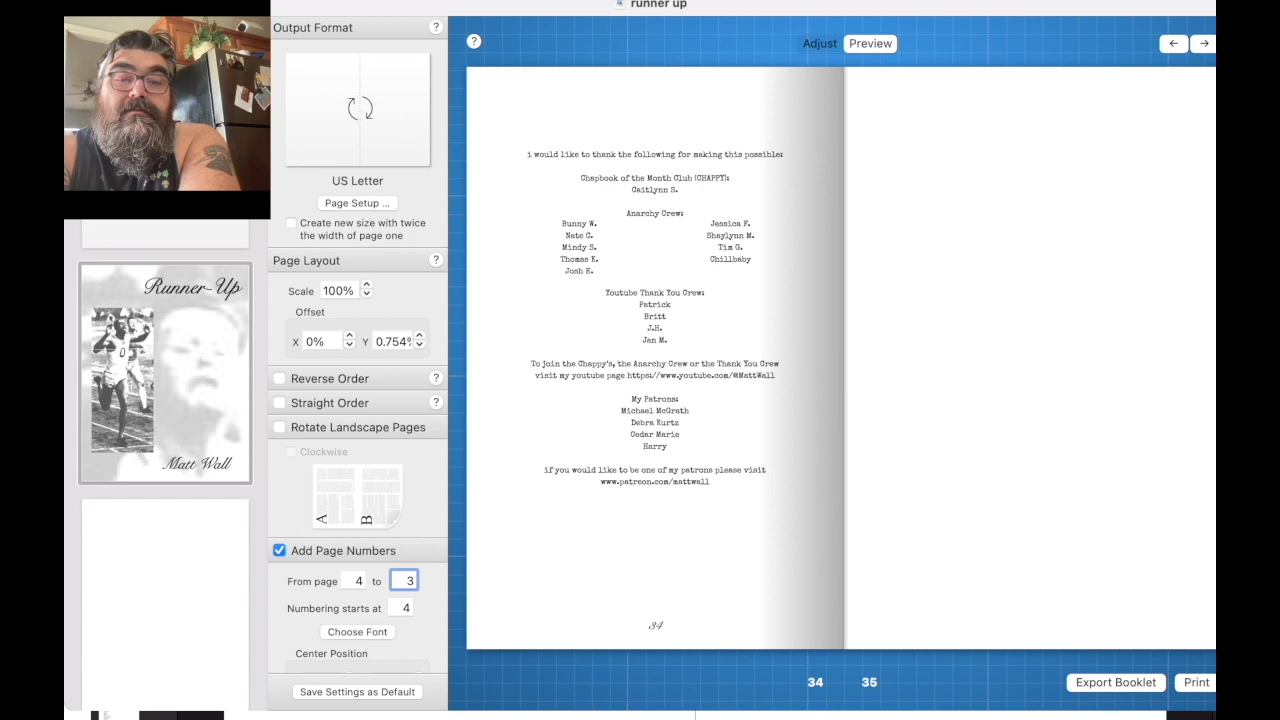 runner up
Output Format
?
US Letter
Page Setup ...
Create new size with twice
the width of page one
Page Layout
?
Scale 100%
Offset
X 0% Y 0.754%
Reverse Order
?
Straight Order
?
Rotate Landscape Pages
Clockwise
A B
Add Page Numbers
From page 4 to 3
Numbering starts at 4
Choose Font
Center Position
Save Settings as Default
Runner-Up
Matt Wall
?
Adjust Preview
← →
i would like to thank the following for making this possible:
Chapbook of the Month Club (CHAPPY):
Caitlynn S.
Anarchy Crew:
Bunny W. Jessica F.
Nate C. Shaylynn M.
Mindy S. Tim G.
Thomas K. Chillbaby
Josh E.
Youtube Thank You Crew:
Patrick
Britt
J.H.
Jan M.
To join the Chappy's, the Anarchy Crew or the Thank You Crew
visit my youtube page https://www.youtube.com/@MattWall
My Patrons:
Michael McGrath
Debra Kurtz
Cedar Marie
Harry
if you would like to be one of my patrons please visit
www.patreon.com/mattwall
34
34 35
Export Booklet Print